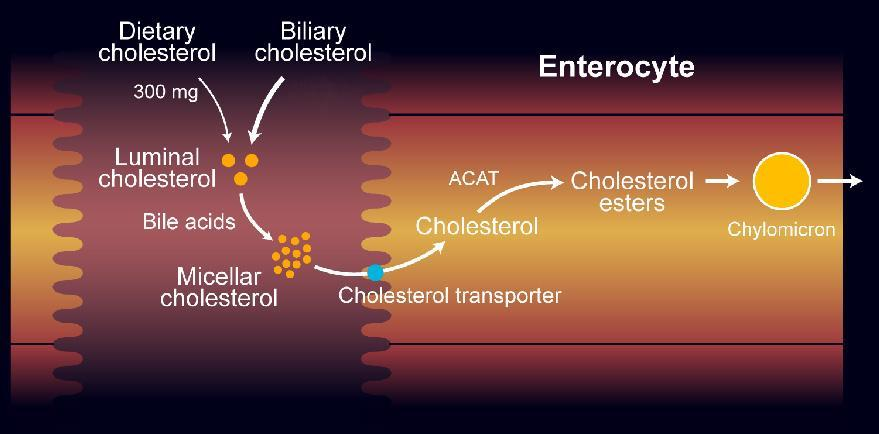 Dietary
cholesterol
Biliary
cholesterol
300 mg
Enterocyte
Luminal
cholesterol
Bile acids
Micellar
cholesterol
Cholesterol transporter
Cholesterol
ACAT
Cholesterol
esters
Chylomicron